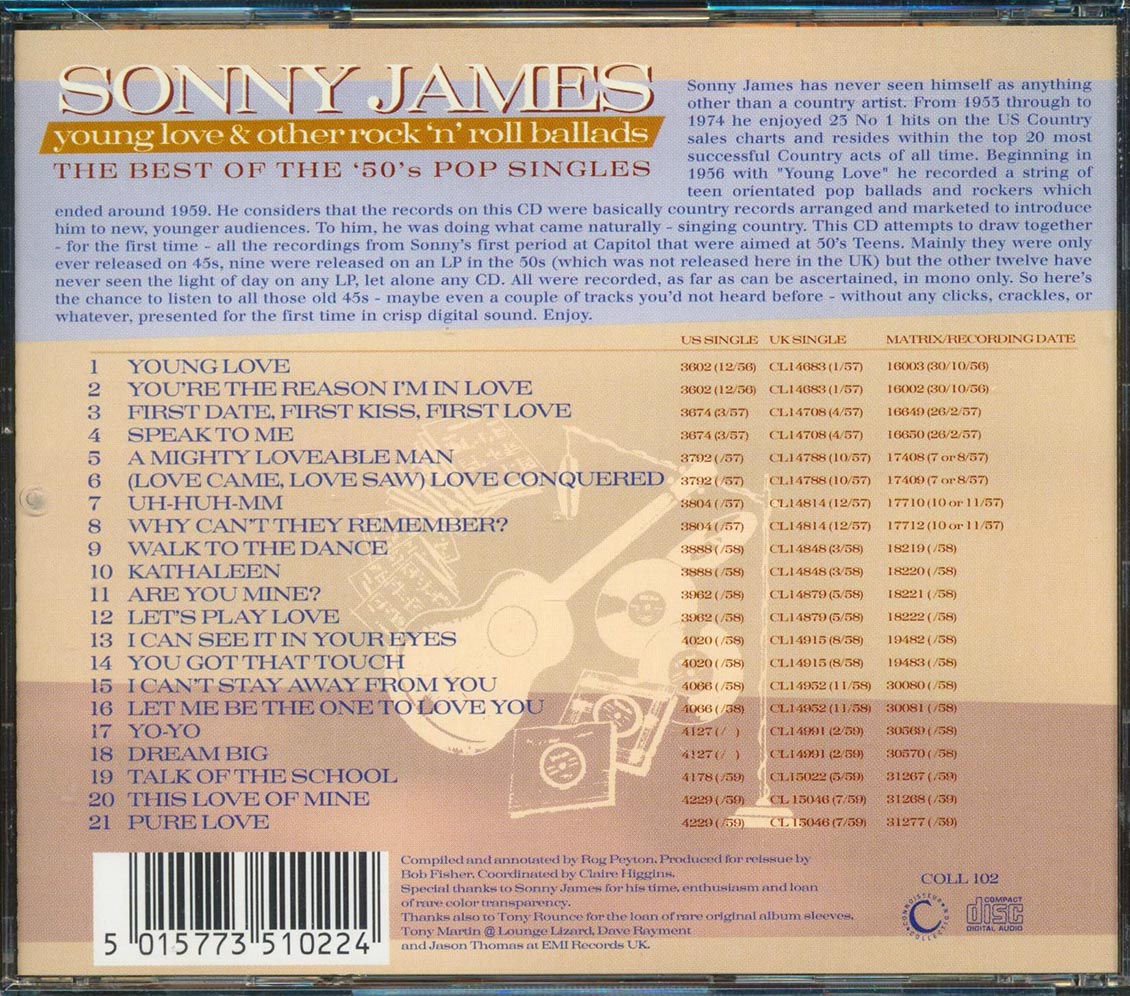 SONNY JAMES
young love & other rock 'n' roll ballads
THE BEST OF THE '50's POP SINGLES
Sonny James has never seen himself as anything
other than a country artist. From 1953 through to
1974 he enjoyed 23 No 1 hits on the US Country
sales charts and resides within the top 20 most
successful Country acts of all time. Beginning in
1956 with "Young Love" he recorded a string of
teen orientated pop ballads and rockers which
ended around 1959. He considers that the records on this CD were basically country records arranged and marketed to introduce
him to new, younger audiences. To him, he was doing what came naturally - singing country. This CD attempts to draw together
- for the first time - all the recordings from Sonny's first period at Capitol that were aimed at 50's Teens. Mainly they were only
ever released on 45s, nine were released on an LP in the 50s (which was not released here in the UK) but the other twelve have
never seen the light of day on any LP, let alone any CD. All were recorded, as far as can be ascertained, in mono only. So here's
the chance to listen to all those old 45s - maybe even a couple of tracks you'd not heard before - without any clicks, crackles, or
whatever, presented for the first time in crisp digital sound. Enjoy.
US SINGLE UK SINGLE MATRIX/RECORDING DATE
1 YOUNG LOVE 3602 (12/56) CL14683 (1/57) 16003 (30/10/56)
2 YOU'RE THE REASON I'M IN LOVE 3602 (12/56) CL14683 (1/57) 16002 (30/10/56)
3 FIRST DATE, FIRST KISS, FIRST LOVE 3674 (3/57) CL14708 (4/57) 16649 (26/2/57)
4 SPEAK TO ME 3674 (3/57) CL14708 (4/57) 16650 (26/2/57)
5 A MIGHTY LOVEABLE MAN 3792 (/57) CL14788 (10/57) 17408 (7 or 8/57)
6 (LOVE CAME, LOVE SAW) LOVE CONQUERED 3792 (/57) CL14788 (10/57) 17409 (7 or 8/57)
7 UH-HUH-MM 3804 (/57) CL14814 (12/57) 17710 (10 or 11/57)
8 WHY CAN'T THEY REMEMBER? 3804 (/57) CL14814 (12/57) 17712 (10 or 11/57)
9 WALK TO THE DANCE 3888 (/58) CL14848 (3/58) 18219 (/58)
10 KATHALEEN 3888 (/58) CL14848 (3/58) 18220 (/58)
11 ARE YOU MINE? 3962 (/58) CL14879 (5/58) 18221 (/58)
12 LET'S PLAY LOVE 3962 (/58) CL14879 (5/58) 18222 (/58)
13 I CAN SEE IT IN YOUR EYES 4020 (/58) CL14915 (8/58) 19482 (/58)
14 YOU GOT THAT TOUCH 4020 (/58) CL14915 (8/58) 19483 (/58)
15 I CAN'T STAY AWAY FROM YOU 4066 (/58) CL14952 (11/58) 30080 (/58)
16 LET ME BE THE ONE TO LOVE YOU 4066 (/58) CL14952 (11/58) 30081 (/58)
17 YO-YO 4127 (/ ) CL14991 (2/59) 30569 (/58)
18 DREAM BIG 4127 (/ ) CL14991 (2/59) 30570 (/58)
19 TALK OF THE SCHOOL 4178 (/59) CL15022 (5/59) 31267 (/59)
20 THIS LOVE OF MINE 4229 (/59) CL 15046 (7/59) 31268 (/59)
21 PURE LOVE 4229 (/59) CL 15046 (7/59) 31277 (/59)
Compiled and annotated by Rog Peyton. Produced for reissue by
Bob Fisher. Coordinated by Claire Higgins.
Special thanks to Sonny James for his time, enthusiasm and loan
of rare color transparency.
Thanks also to Tony Rounce for the loan of rare original album sleeves,
Tony Martin @ Lounge Lizard, Dave Rayment
and Jason Thomas at EMI Records UK.
5 015773 510224
COLL 102
CONNOISSEUR COLLECTION
COMPACT
disc
DIGITAL AUDIO